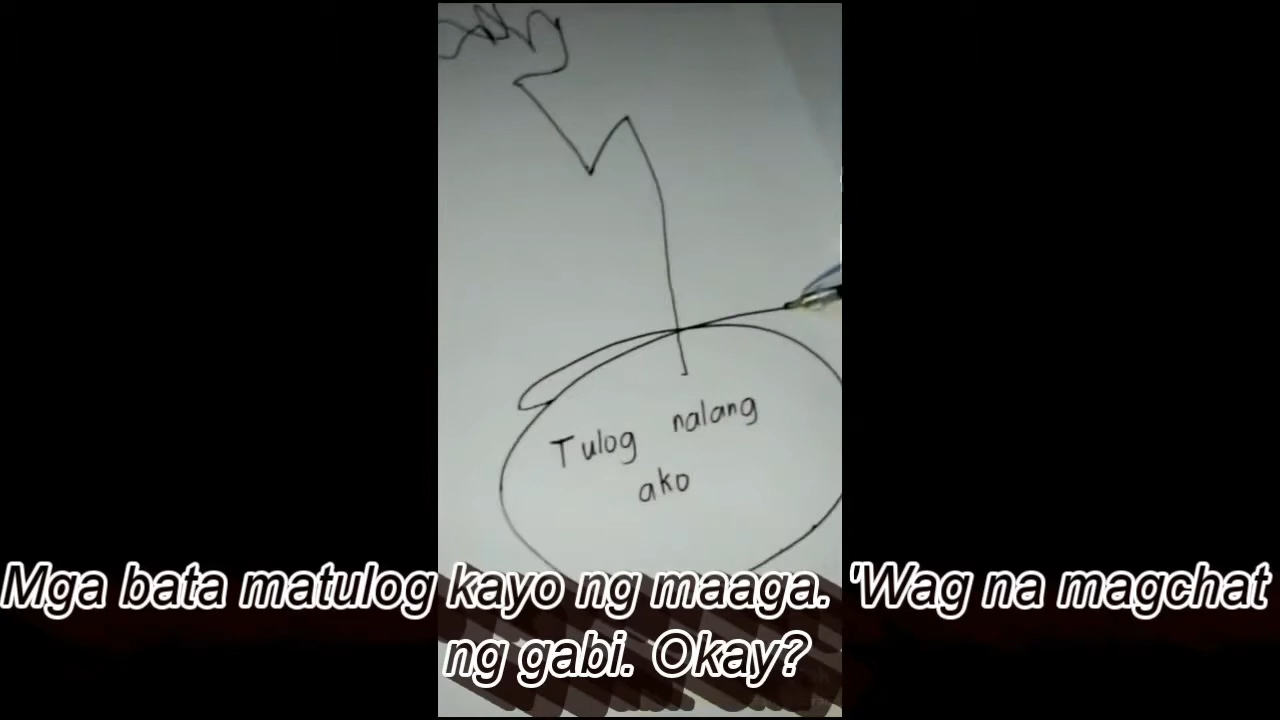 Tulog nalang
ako
Mga bata matulog kayo ng maaga. 'Wag na magchat
ng gabi. Okay?